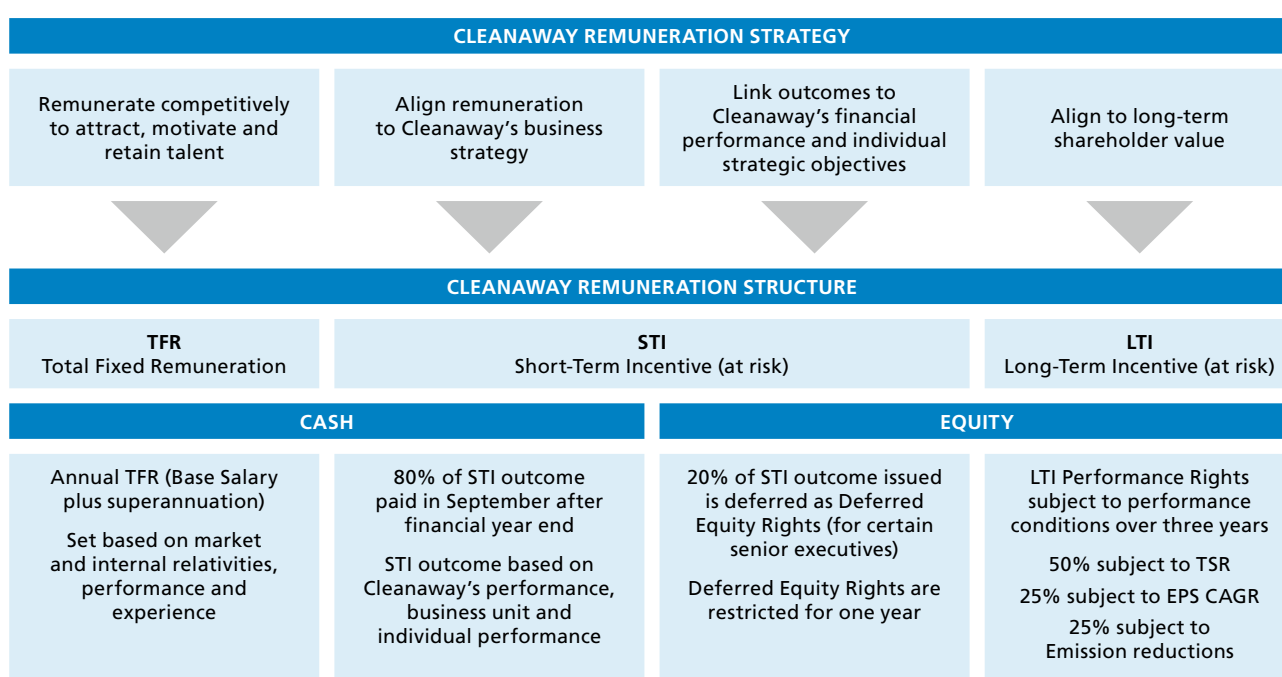 CLEANAWAY REMUNERATION STRATEGY
Remunerate competitively
to attract, motivate and
retain talent
Align remuneration
to Cleanaway's business
strategy
Link outcomes to
Cleanaway's financial
performance and individual
strategic objectives
Align to long-term
shareholder value
CLEANAWAY REMUNERATION STRUCTURE
TFR
Total Fixed Remuneration
STI
Short-Term Incentive (at risk)
LTI
Long-Term Incentive (at risk)
CASH
EQUITY
Annual TFR (Base Salary
plus superannuation)
Set based on market
and internal relativities,
performance and
experience
80% of STI outcome
paid in September after
financial year end
STI outcome based on
Cleanaway's performance,
business unit and
individual performance
20% of STI outcome issued
is deferred as Deferred
Equity Rights (for certain
senior executives)
Deferred Equity Rights are
restricted for one year
LTI Performance Rights
subject to performance
conditions over three years
50% subject to TSR
25% subject to EPS CAGR
25% subject to
Emission reductions